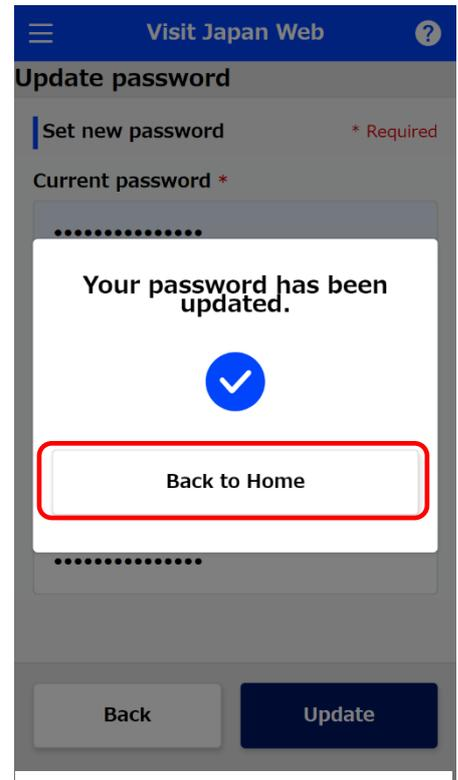 Visit Japan Web
?
Update password
Set new password * Required
Current password *
•••••••••••••••
Your password has been
updated.
Back to Home
•••••••••••••••
Back Update